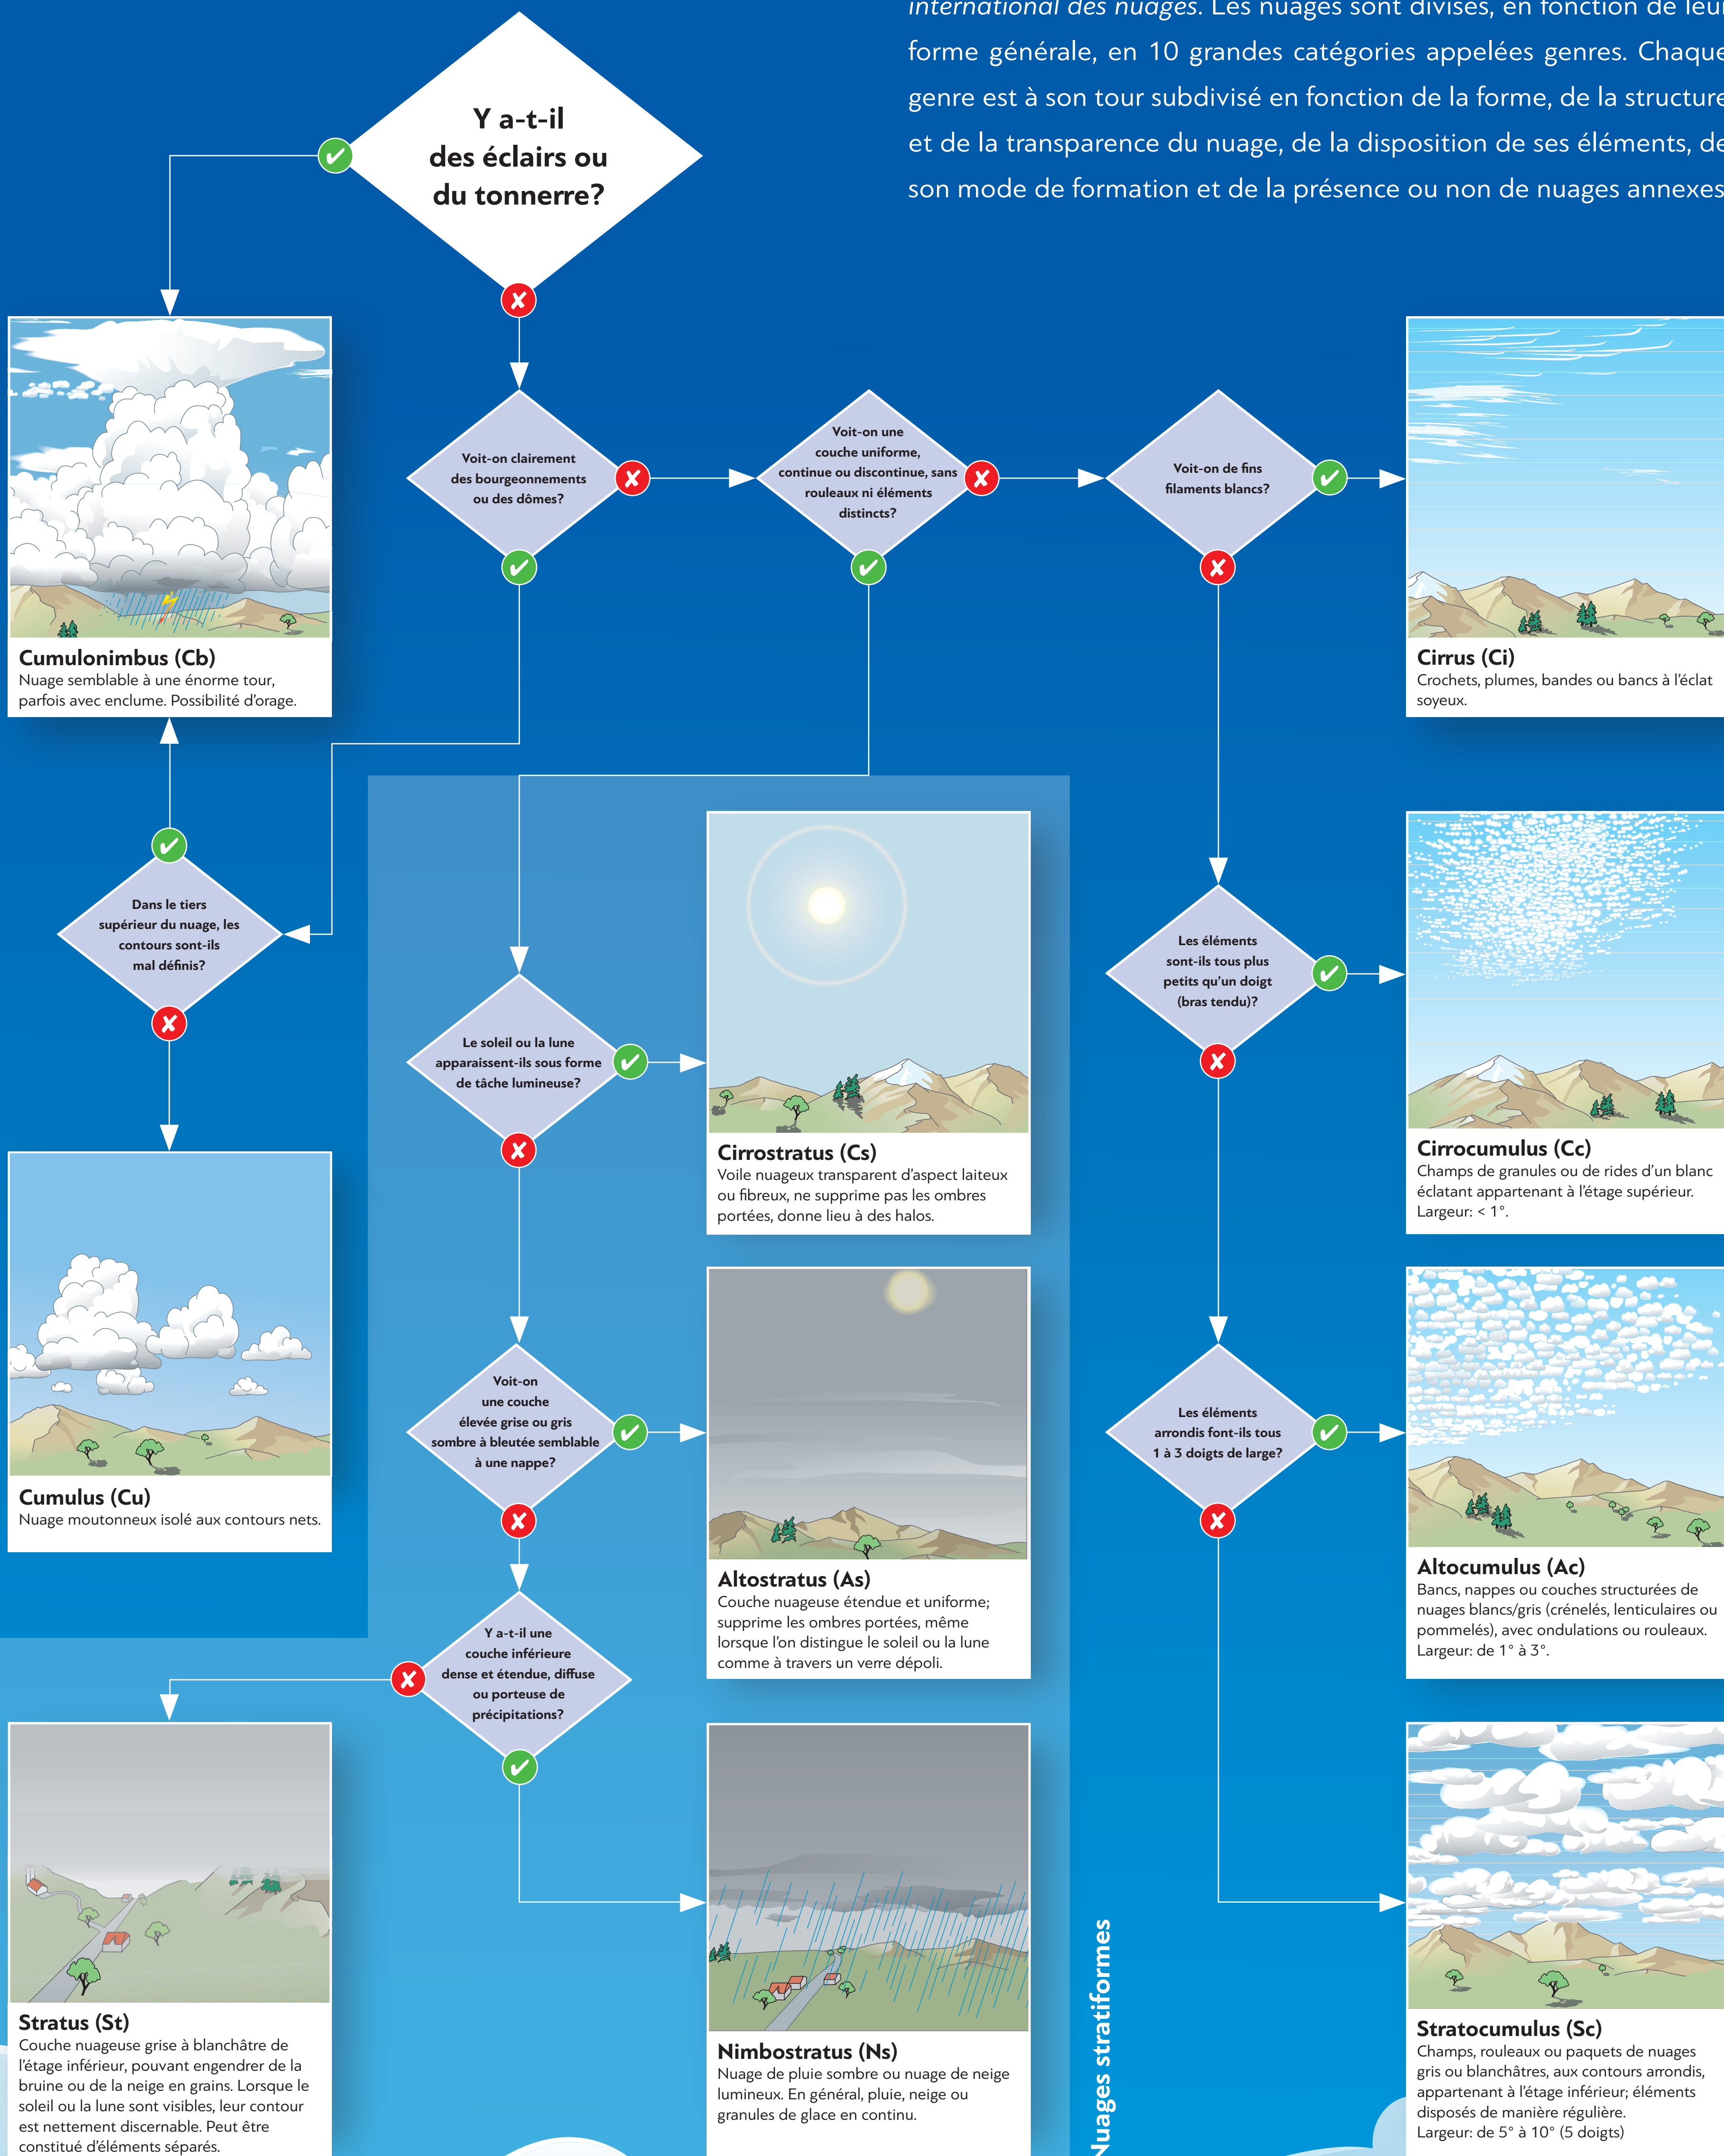 international des nuages. Les nuages sont divisés, en fonction de leur
forme générale, en 10 grandes catégories appelées genres. Chaque
genre est à son tour subdivisé en fonction de la forme, de la structure
et de la transparence du nuage, de la disposition de ses éléments, de
son mode de formation et de la présence ou non de nuages annexes
Y a-t-il
des éclairs ou
du tonnerre?
Voit-on clairement
des bourgeonnements
ou des dômes?
Voit-on une
couche uniforme,
continue ou discontinue, sans
rouleaux ni éléments
distincts?
Voit-on de fins
filaments blancs?
Cumulonimbus (Cb)
Nuage semblable à une énorme tour,
parfois avec enclume. Possibilité d'orage.
Cirrus (Ci)
Crochets, plumes, bandes ou bancs à l'éclat
soyeux.
Dans le tiers
supérieur du nuage, les
contours sont-ils
mal définis?
Le soleil ou la lune
apparaissent-ils sous forme
de tâche lumineuse?
Les éléments
sont-ils tous plus
petits qu'un doigt
(bras tendu)?
Cirrostratus (Cs)
Voile nuageux transparent d'aspect laiteux
ou fibreux, ne supprime pas les ombres
portées, donne lieu à des halos.
Cirrocumulus (Cc)
Champs de granules ou de rides d'un blanc
éclatant appartenant à l'étage supérieur.
Largeur: < 1°.
Cumulus (Cu)
Nuage moutonneux isolé aux contours nets.
Voit-on
une couche
élevée grise ou gris
sombre à bleutée semblable
à une nappe?
Les éléments
arrondis font-ils tous
1 à 3 doigts de large?
Altostratus (As)
Couche nuageuse étendue et uniforme;
supprime les ombres portées, même
lorsque l'on distingue le soleil ou la lune
comme à travers un verre dépoli.
Altocumulus (Ac)
Bancs, nappes ou couches structurées de
nuages blancs/gris (crénelés, lenticulaires ou
pommelés), avec ondulations ou rouleaux.
Largeur: de 1° à 3°.
Y a-t-il une
couche inférieure
dense et étendue, diffuse
ou porteuse de
précipitations?
Stratus (St)
Couche nuageuse grise à blanchâtre de
l'étage inférieur, pouvant engendrer de la
bruine ou de la neige en grains. Lorsque le
soleil ou la lune sont visibles, leur contour
est nettement discernable. Peut être
constitué d'éléments séparés.
Nimbostratus (Ns)
Nuage de pluie sombre ou nuage de neige
lumineux. En général, pluie, neige ou
granules de glace en continu.
Nuages stratiformes
Stratocumulus (Sc)
Champs, rouleaux ou paquets de nuages
gris ou blanchâtres, aux contours arrondis,
appartenant à l'étage inférieur; éléments
disposés de manière régulière.
Largeur: de 5° à 10° (5 doigts)